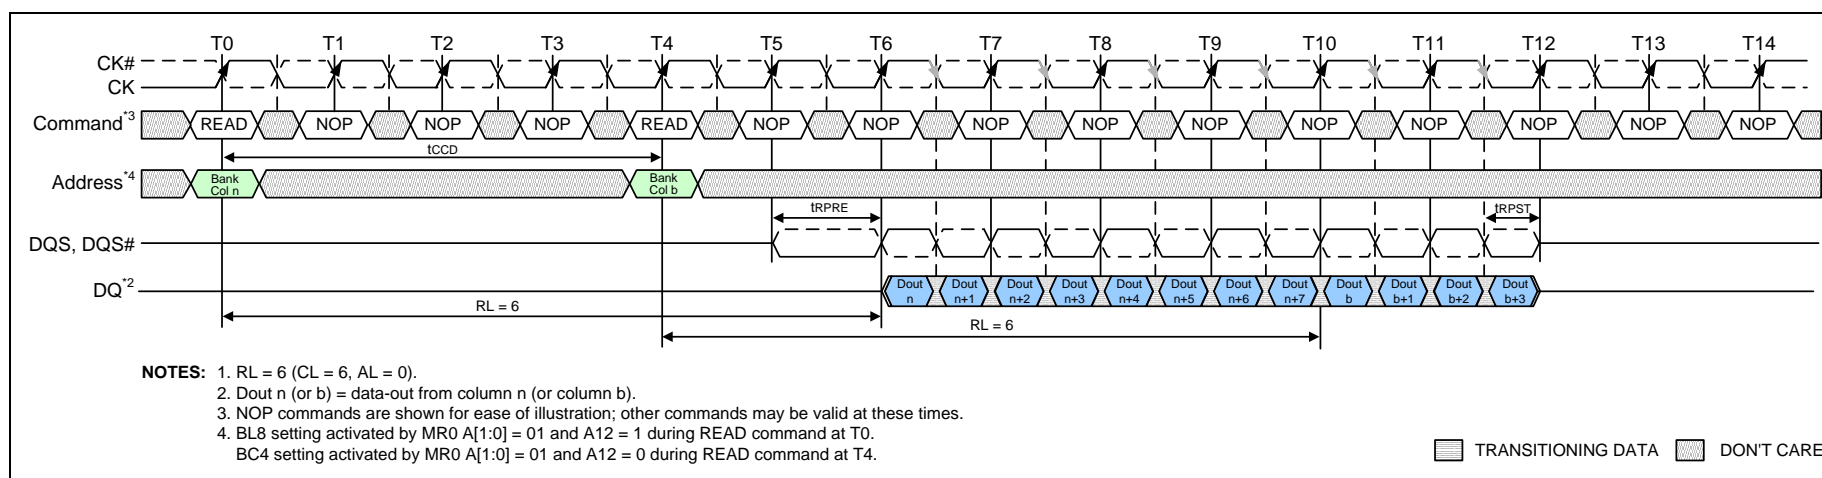 T0 T1 T2 T3 T4 T5 T6 T7 T8 T9 T10 T11 T12 T13 T14
CK#
CK
Command*3 READ NOP NOP NOP READ NOP NOP NOP NOP NOP NOP NOP NOP NOP NOP
tCCD
Address*4 Bank Col n Bank Col b
tRPRE tRPST
DQS, DQS#
DQ*2 Dout n Dout n+1 Dout n+2 Dout n+3 Dout n+4 Dout n+5 Dout n+6 Dout n+7 Dout b Dout b+1 Dout b+2 Dout b+3
RL = 6
RL = 6
NOTES: 1. RL = 6 (CL = 6, AL = 0).
2. Dout n (or b) = data-out from column n (or column b).
3. NOP commands are shown for ease of illustration; other commands may be valid at these times.
4. BL8 setting activated by MR0 A[1:0] = 01 and A12 = 1 during READ command at T0.
BC4 setting activated by MR0 A[1:0] = 01 and A12 = 0 during READ command at T4.
TRANSITIONING DATA DON'T CARE